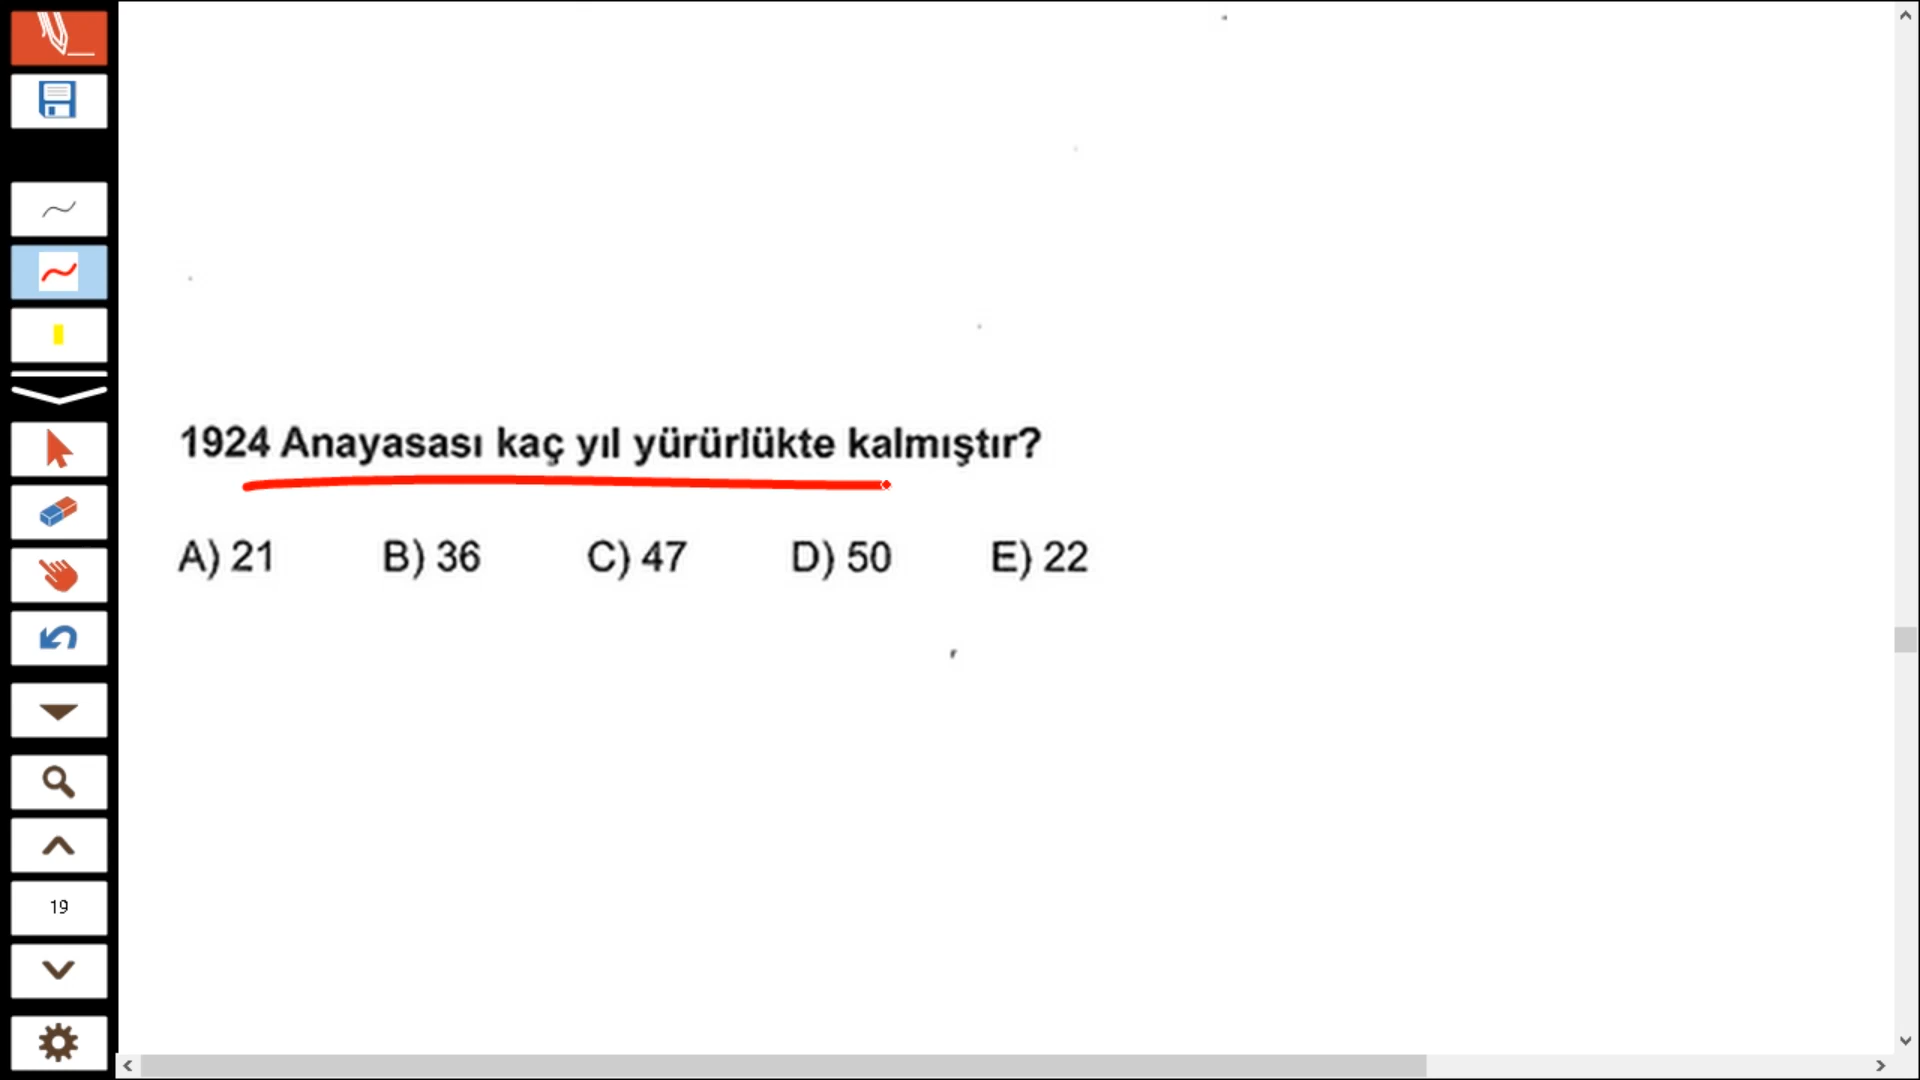 1924 Anayasası kaç yıl yürürlükte kalmıştır?
A) 21 B) 36 C) 47 D) 50 E) 22
19